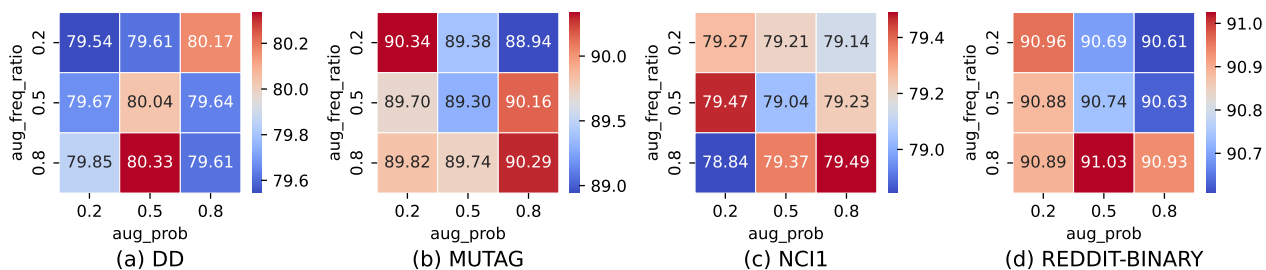 aug_freq_ratio
0.2
0.5
0.8
79.54 79.61 80.17
79.67 80.04 79.64
79.85 80.33 79.61
0.2 0.5 0.8
aug_prob
80.2
80.0
79.8
79.6
(a) DD
aug_freq_ratio
0.2
0.5
0.8
90.34 89.38 88.94
89.70 89.30 90.16
89.82 89.74 90.29
0.2 0.5 0.8
aug_prob
90.0
89.5
89.0
(b) MUTAG
aug_freq_ratio
0.2
0.5
0.8
79.27 79.21 79.14
79.47 79.04 79.23
78.84 79.37 79.49
0.2 0.5 0.8
aug_prob
79.4
79.2
79.0
(c) NCI1
aug_freq_ratio
0.2
0.5
0.8
90.96 90.69 90.61
90.88 90.74 90.63
90.89 91.03 90.93
0.2 0.5 0.8
aug_prob
91.0
90.9
90.8
90.7
(d) REDDIT-BINARY